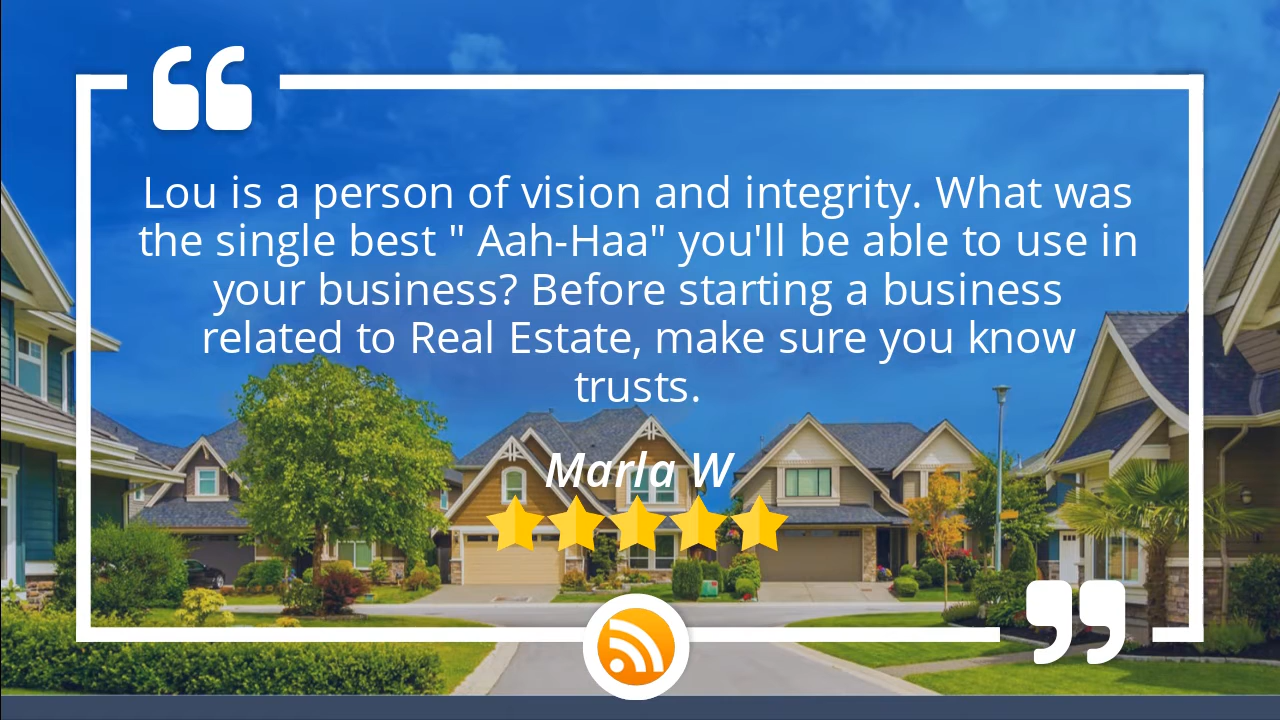 Lou is a person of vision and integrity. What was
the single best " Aah-Haa" you'll be able to use in
your business? Before starting a business
related to Real Estate, make sure you know
trusts.
Marla W